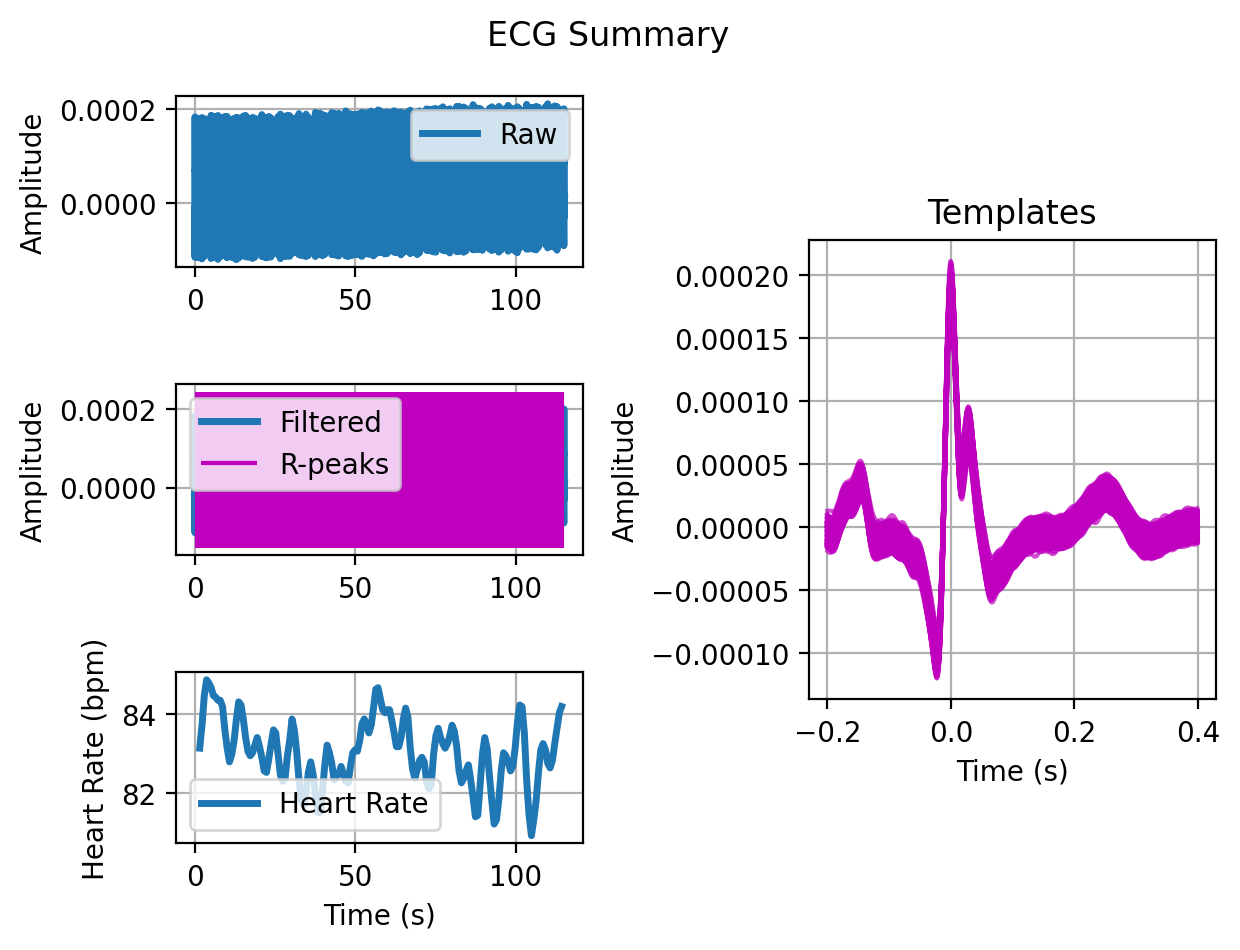 ECG Summary
Amplitude
0.0002
0.0000
Raw
0
50
100
Amplitude
0.0002
0.0000
Filtered
R-peaks
0
50
100
Heart Rate (bpm)
84
82
Heart Rate
0
50
100
Time (s)
Templates
Amplitude
0.00020
0.00015
0.00010
0.00005
0.00000
−0.00005
−0.00010
−0.2
0.0
0.2
0.4
Time (s)